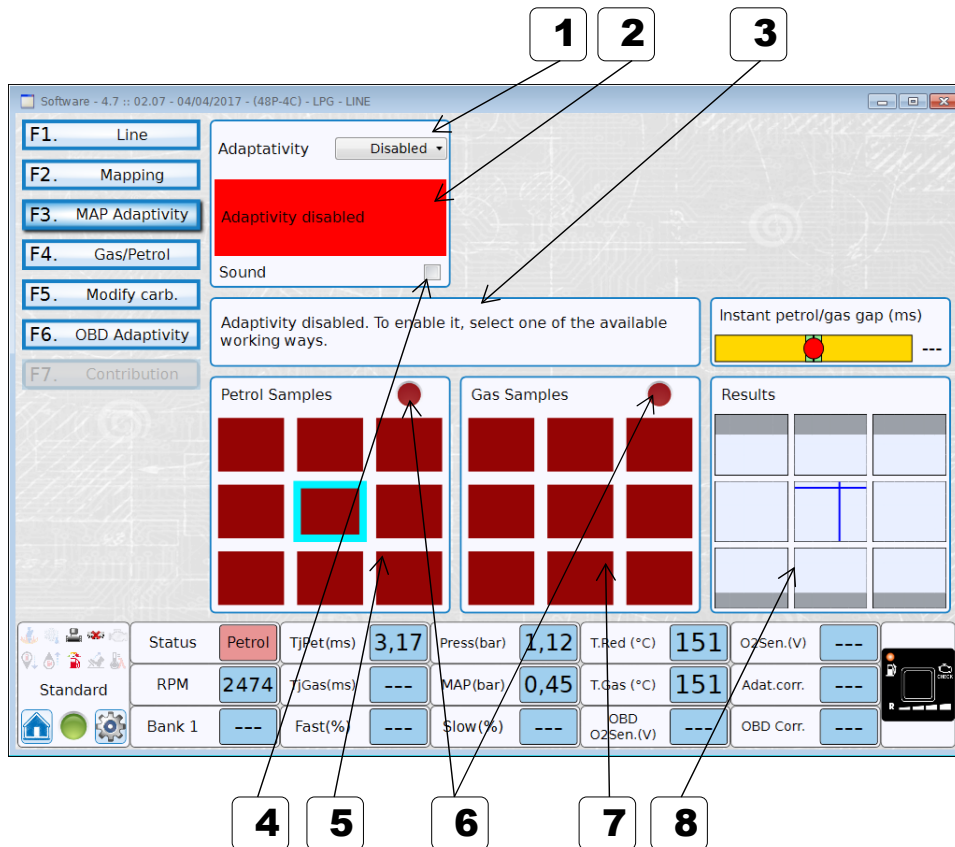 1 2 3
Software - 4.7 :: 02.07 - 04/04/2017 - (48P-4C) - LPG - LINE
F1. Line
F2. Mapping
F3. MAP Adaptivity
F4. Gas/Petrol
F5. Modify carb.
F6. OBD Adaptivity
F7. Contribution
Adaptativity Disabled
Adaptivity disabled
Sound
Adaptivity disabled. To enable it, select one of the available
working ways.
Instant petrol/gas gap (ms)
---
Petrol Samples
Gas Samples
Results
Standard
Status Petrol TjPet(ms) 3,17 Press(bar) 1,12 T.Red (°C) 151 O2Sen.(V) ---
RPM 2474 TjGas(ms) --- MAP(bar) 0,45 T.Gas (°C) 151 Adat.corr. ---
Bank 1 --- Fast(%) --- Slow(%) --- OBD
O2Sen.(V) --- OBD Corr. ---
CHECK
R
4 5 6 7 8